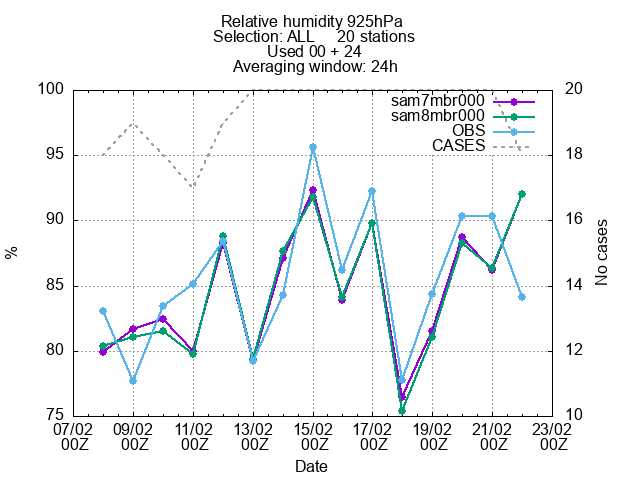 Relative humidity 925hPa
Selection: ALL     20 stations
Used 00 + 24
Averaging window: 24h
100
95
90
85
80
75
%
20
18
16
14
12
10
No cases
sam7mbr000
sam8mbr000
OBS
CASES
07/02 09/02 11/02 13/02 15/02 17/02 19/02 21/02 23/02
00Z 00Z 00Z 00Z 00Z 00Z 00Z 00Z 00Z
Date